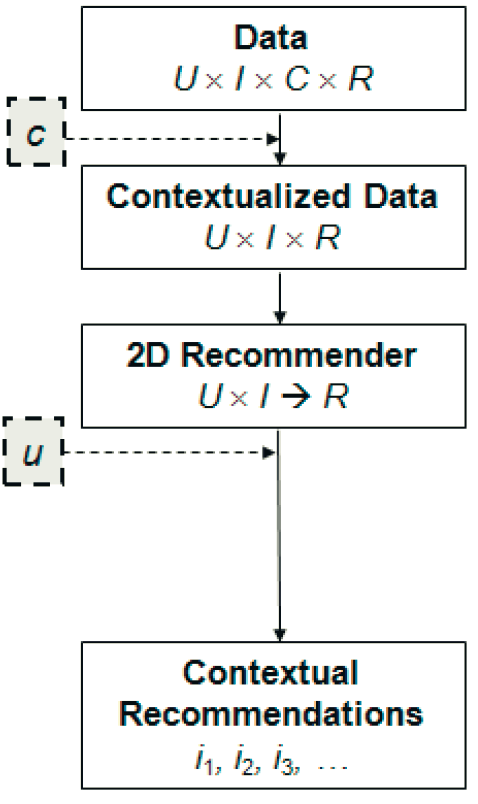 Data
U × I × C × R
c
Contextualized Data
U × I × R
2D Recommender
U × I → R
u
Contextual
Recommendations
i₁, i₂, i₃, …